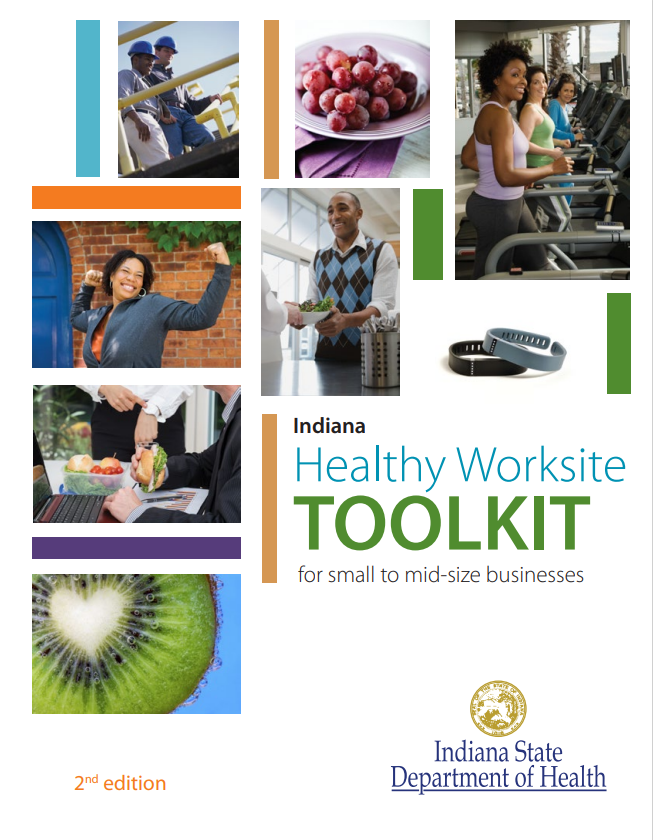 Indiana
Healthy Worksite
TOOLKIT
for small to mid-size businesses
Indiana State
Department of Health
2nd edition